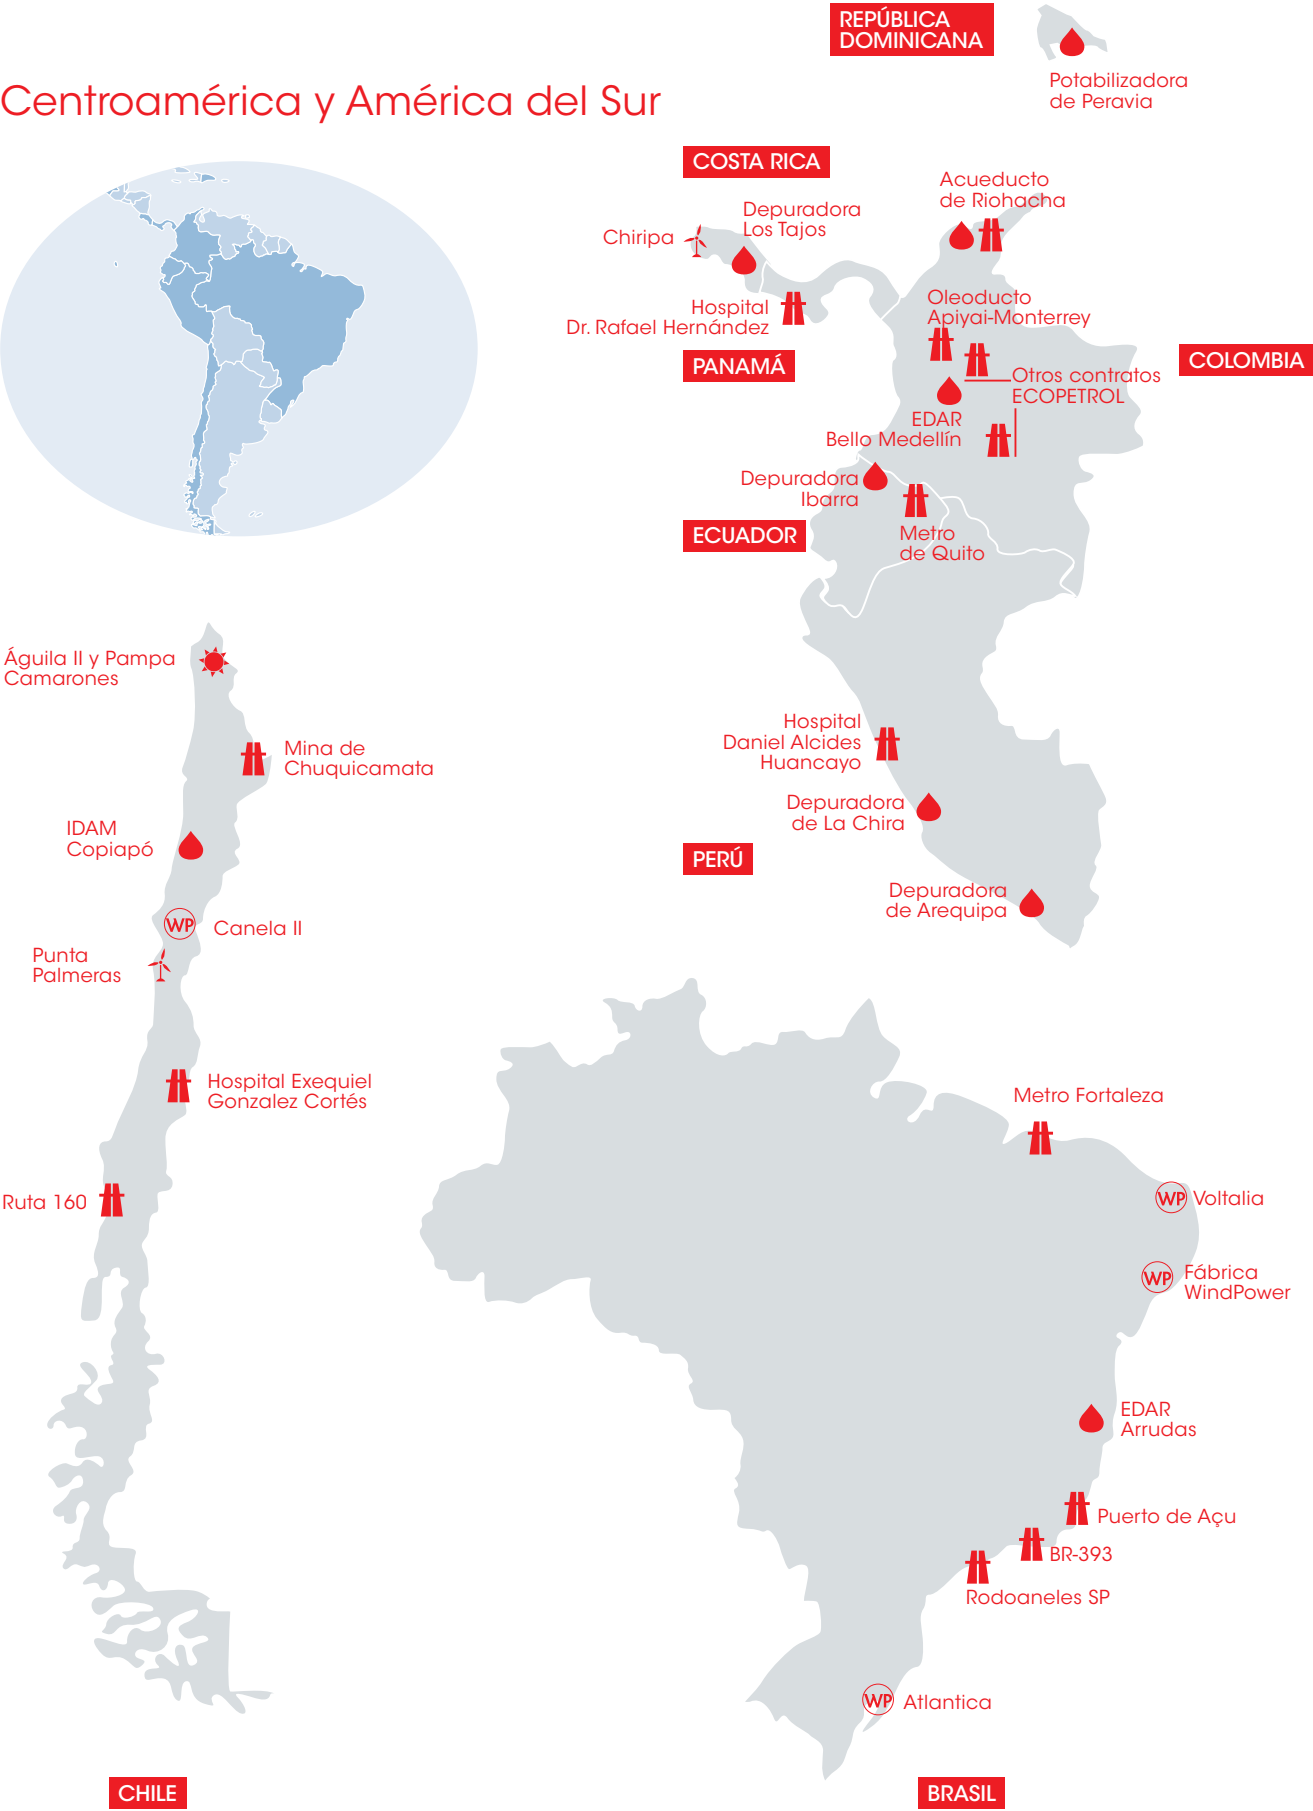 REPÚBLICA
DOMINICANA
Potabilizadora
de Peravia
Centroamérica y América del Sur
COSTA RICA
Chiripa
Depuradora
Los Tajos
Acueducto
de Riohacha
Hospital
Dr. Rafael Hernández
PANAMÁ
Oleoducto
Apiyai-Monterrey
COLOMBIA
Otros contratos
ECOPETROL
EDAR
Bello Medellín
Depuradora
Ibarra
ECUADOR
Metro
de Quito
Hospital
Daniel Alcides
Huancayo
Depuradora
de La Chira
PERÚ
Depuradora
de Arequipa
Águila II y Pampa
Camarones
Mina de
Chuquicamata
IDAM
Copiapó
WP
Canela II
Punta
Palmeras
Hospital Exequiel
Gonzalez Cortés
Ruta 160
CHILE
Metro Fortaleza
WP Voltalia
WP Fábrica
WindPower
EDAR
Arrudas
Puerto de Açu
BR-393
Rodoaneles SP
WP Atlantica
BRASIL